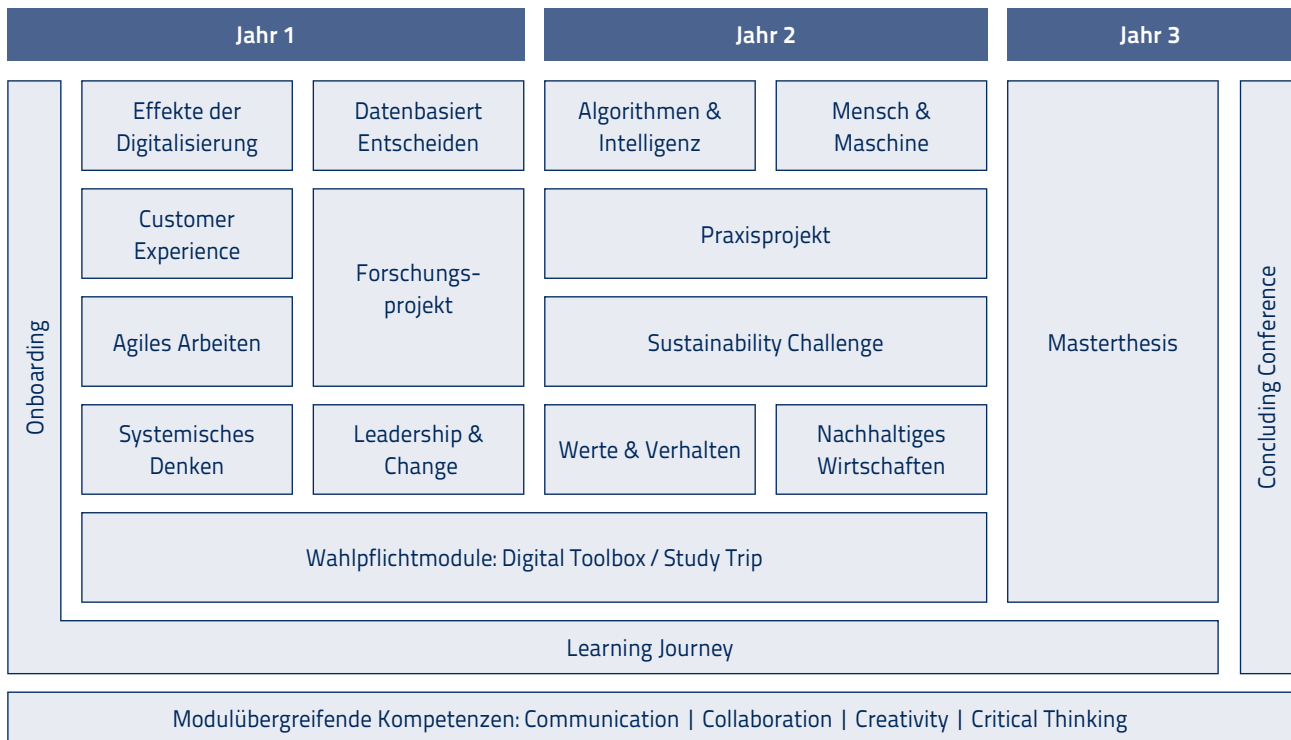 Jahr 1
Jahr 2
Jahr 3
Onboarding
Effekte der
Digitalisierung
Datenbasiert
Entscheiden
Algorithmen &
Intelligenz
Mensch &
Maschine
Customer
Experience
Forschungs-
projekt
Praxisprojekt
Agiles Arbeiten
Sustainability Challenge
Systemisches
Denken
Leadership &
Change
Werte & Verhalten
Nachhaltiges
Wirtschaften
Wahlpflichtmodule: Digital Toolbox / Study Trip
Masterthesis
Concluding Conference
Learning Journey
Modulübergreifende Kompetenzen: Communication | Collaboration | Creativity | Critical Thinking